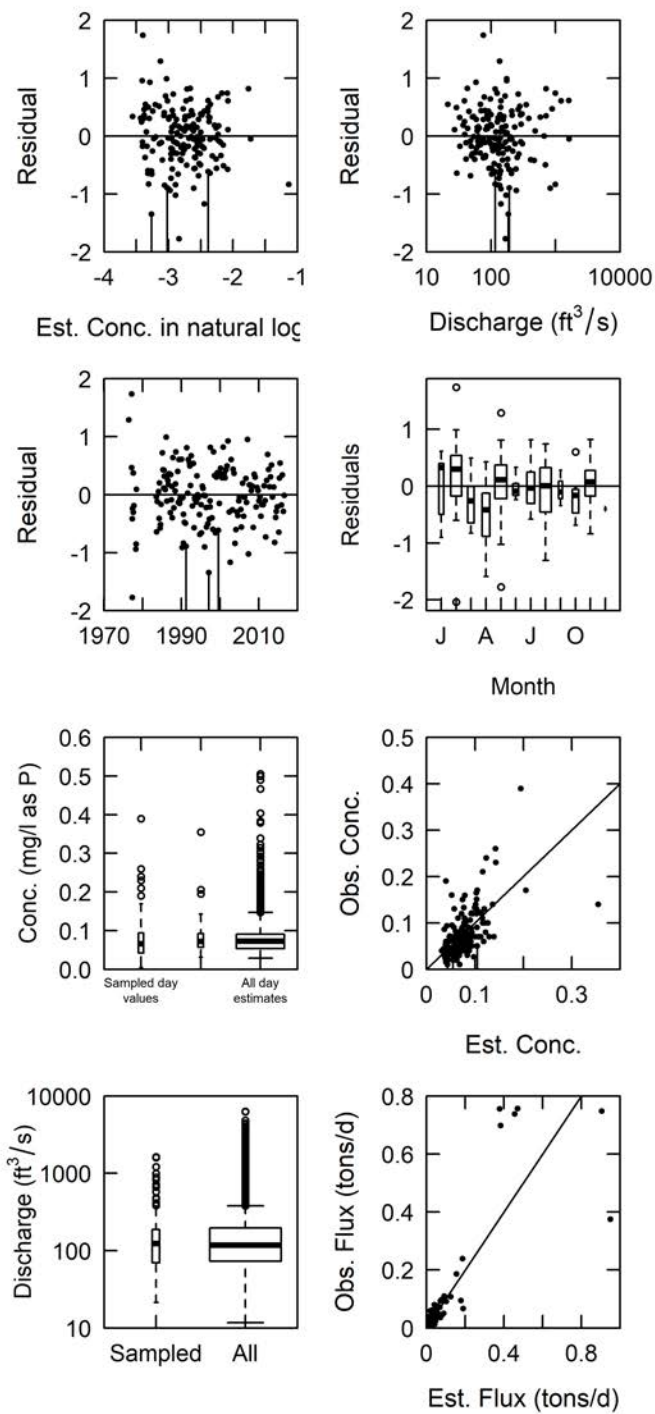 2
2
1
1
Residual
0
Residual
0
-1
-1
-2
-2
-4
-3
-2
-1
10
100
10000
Est. Conc. in natural log
Discharge (ft³/s)
2
1
1
Residual
0
Residuals
0
-1
-1
-2
-2
1970
1990
2010
J
A
J
O
Month
0.6
0.5
0.5
0.4
0.4
Conc. (mg/l as P)
0.3
Obs. Conc.
0.3
0.2
0.2
0.1
0.1
0.0
0
Sampled day values
All day estimates
0
0.1
0.3
Est. Conc.
10000
0.8
Discharge (ft³/s)
1000
Obs. Flux (tons/d)
0.6
0.4
100
0.2
10
0
Sampled
All
0
0.4
0.8
Est. Flux (tons/d)